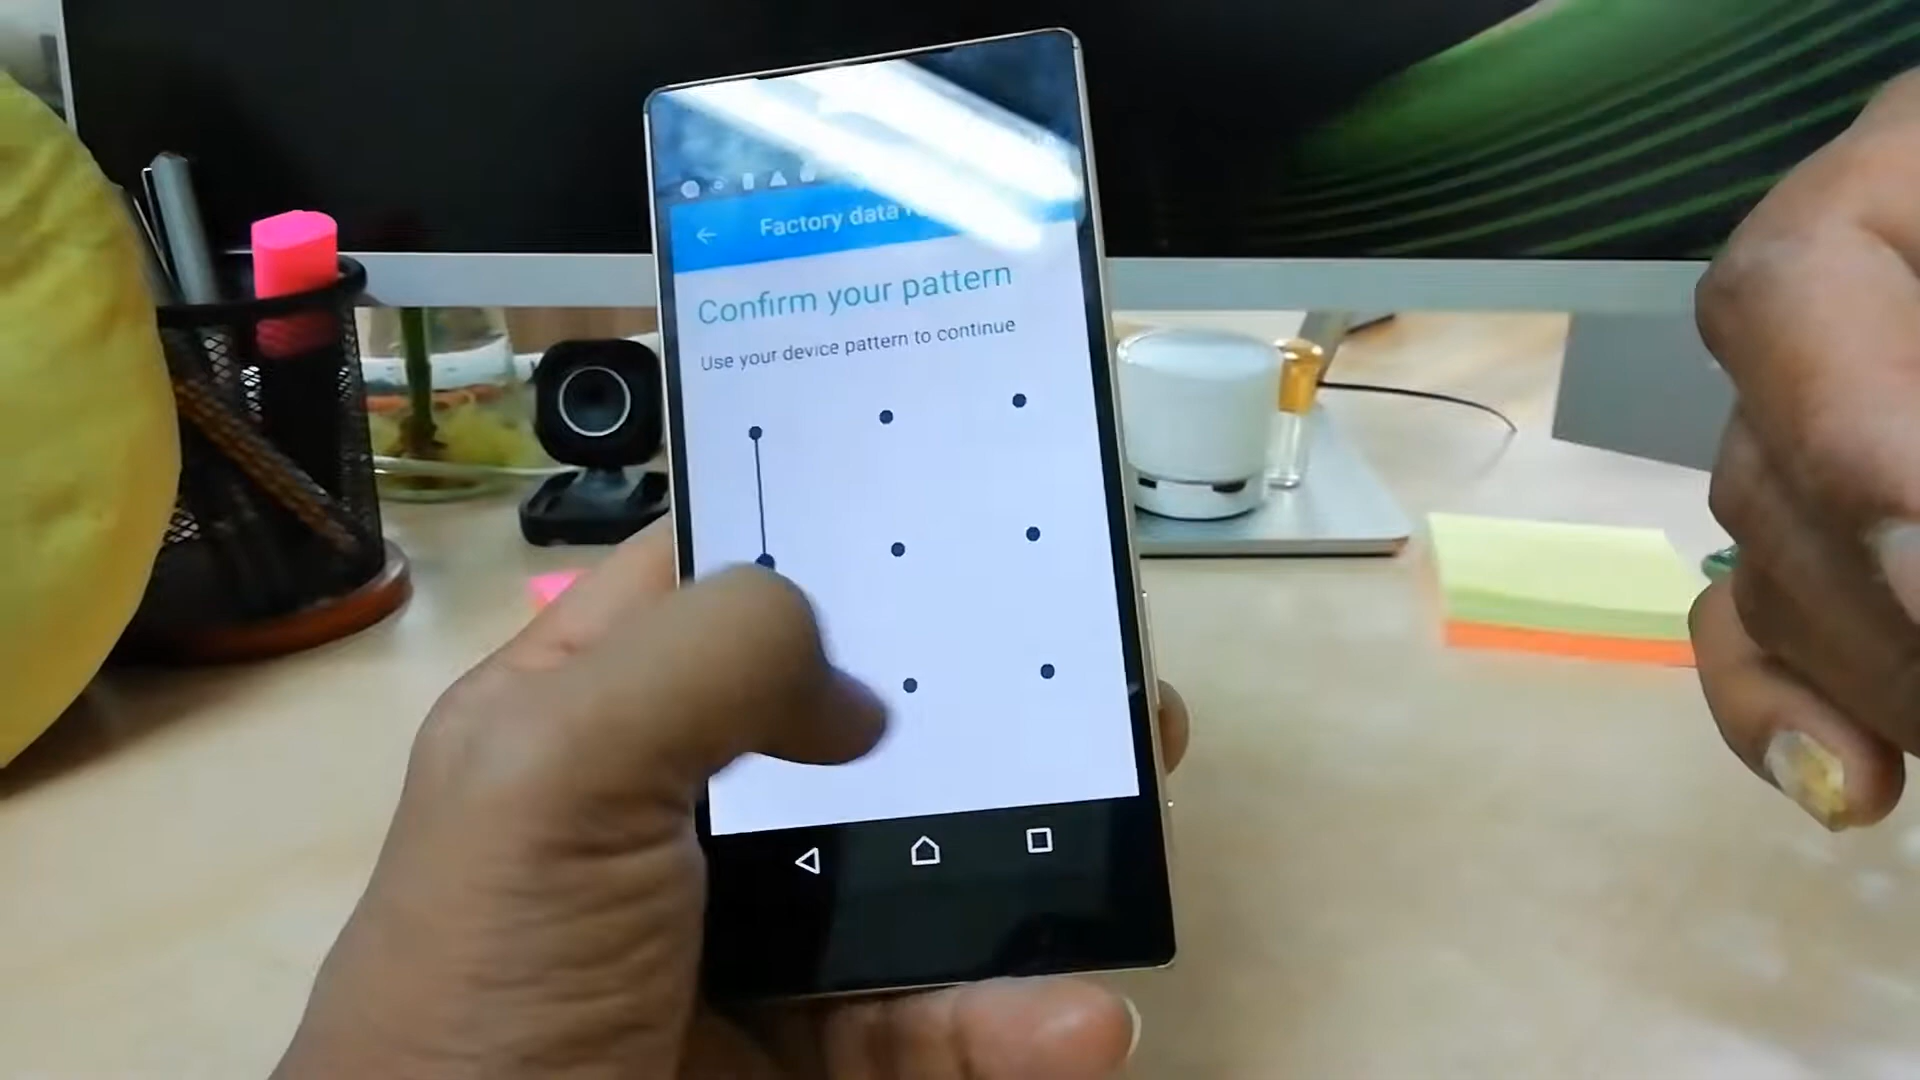 Factory data
Confirm your pattern
Use your device pattern to continue